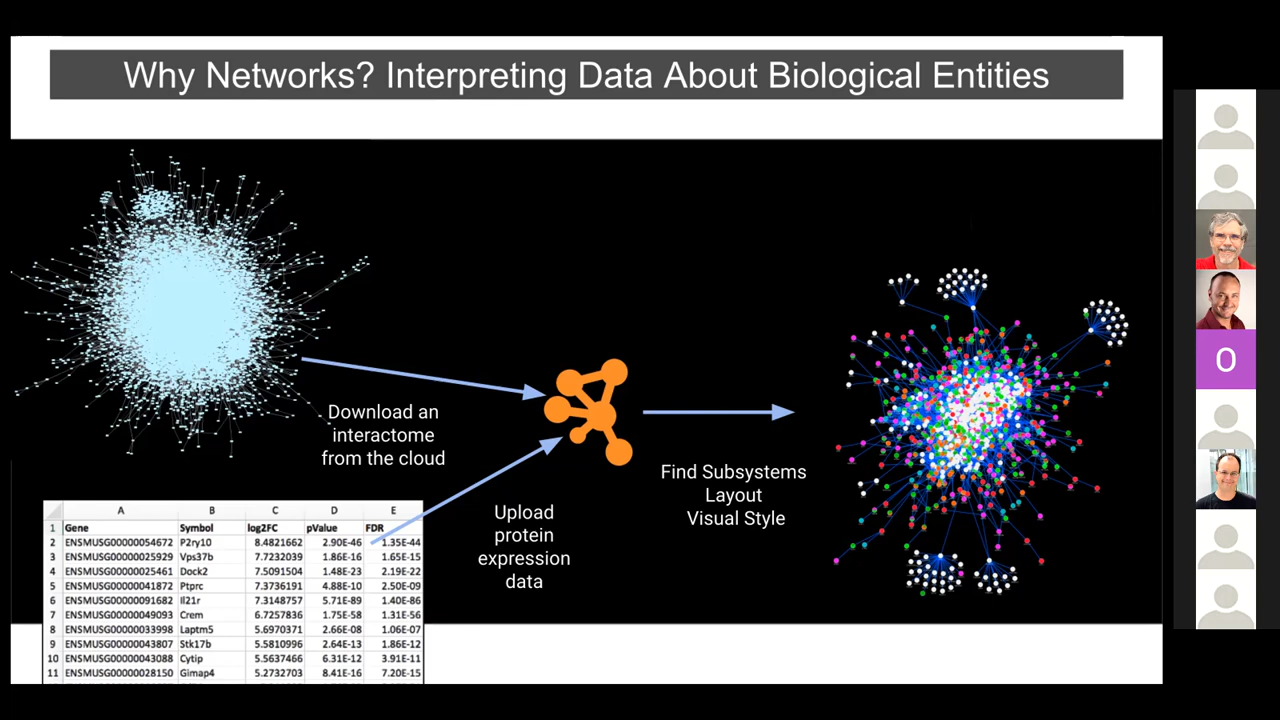 Why Networks? Interpreting Data About Biological Entities
Download an
interactome
from the cloud
Upload
protein
expression
data
Find Subsystems
Layout
Visual Style
A B C D E
1 Gene Symbol log2FC pValue FDR
2 ENSMUSG00000054672 P2ry10 8.4821662 2.90E-46 1.35E-44
3 ENSMUSG00000025929 Vps37b 7.7232039 1.86E-16 1.65E-15
4 ENSMUSG00000025461 Dock2 7.5091504 1.48E-23 2.19E-22
5 ENSMUSG00000041872 Ptprc 7.3736191 4.88E-10 2.50E-09
6 ENSMUSG00000091682 Il21r 7.3148757 5.71E-89 1.40E-86
7 ENSMUSG00000049093 Crem 6.7257836 1.75E-58 1.31E-56
8 ENSMUSG00000033998 Laptm5 5.6970371 2.66E-08 1.06E-07
9 ENSMUSG00000043807 Stk17b 5.5810996 2.64E-13 1.86E-12
10 ENSMUSG00000043088 Cytip 5.5637466 6.31E-12 3.91E-11
11 ENSMUSG00000028150 Gimap4 5.2732703 8.41E-16 7.20E-15
O